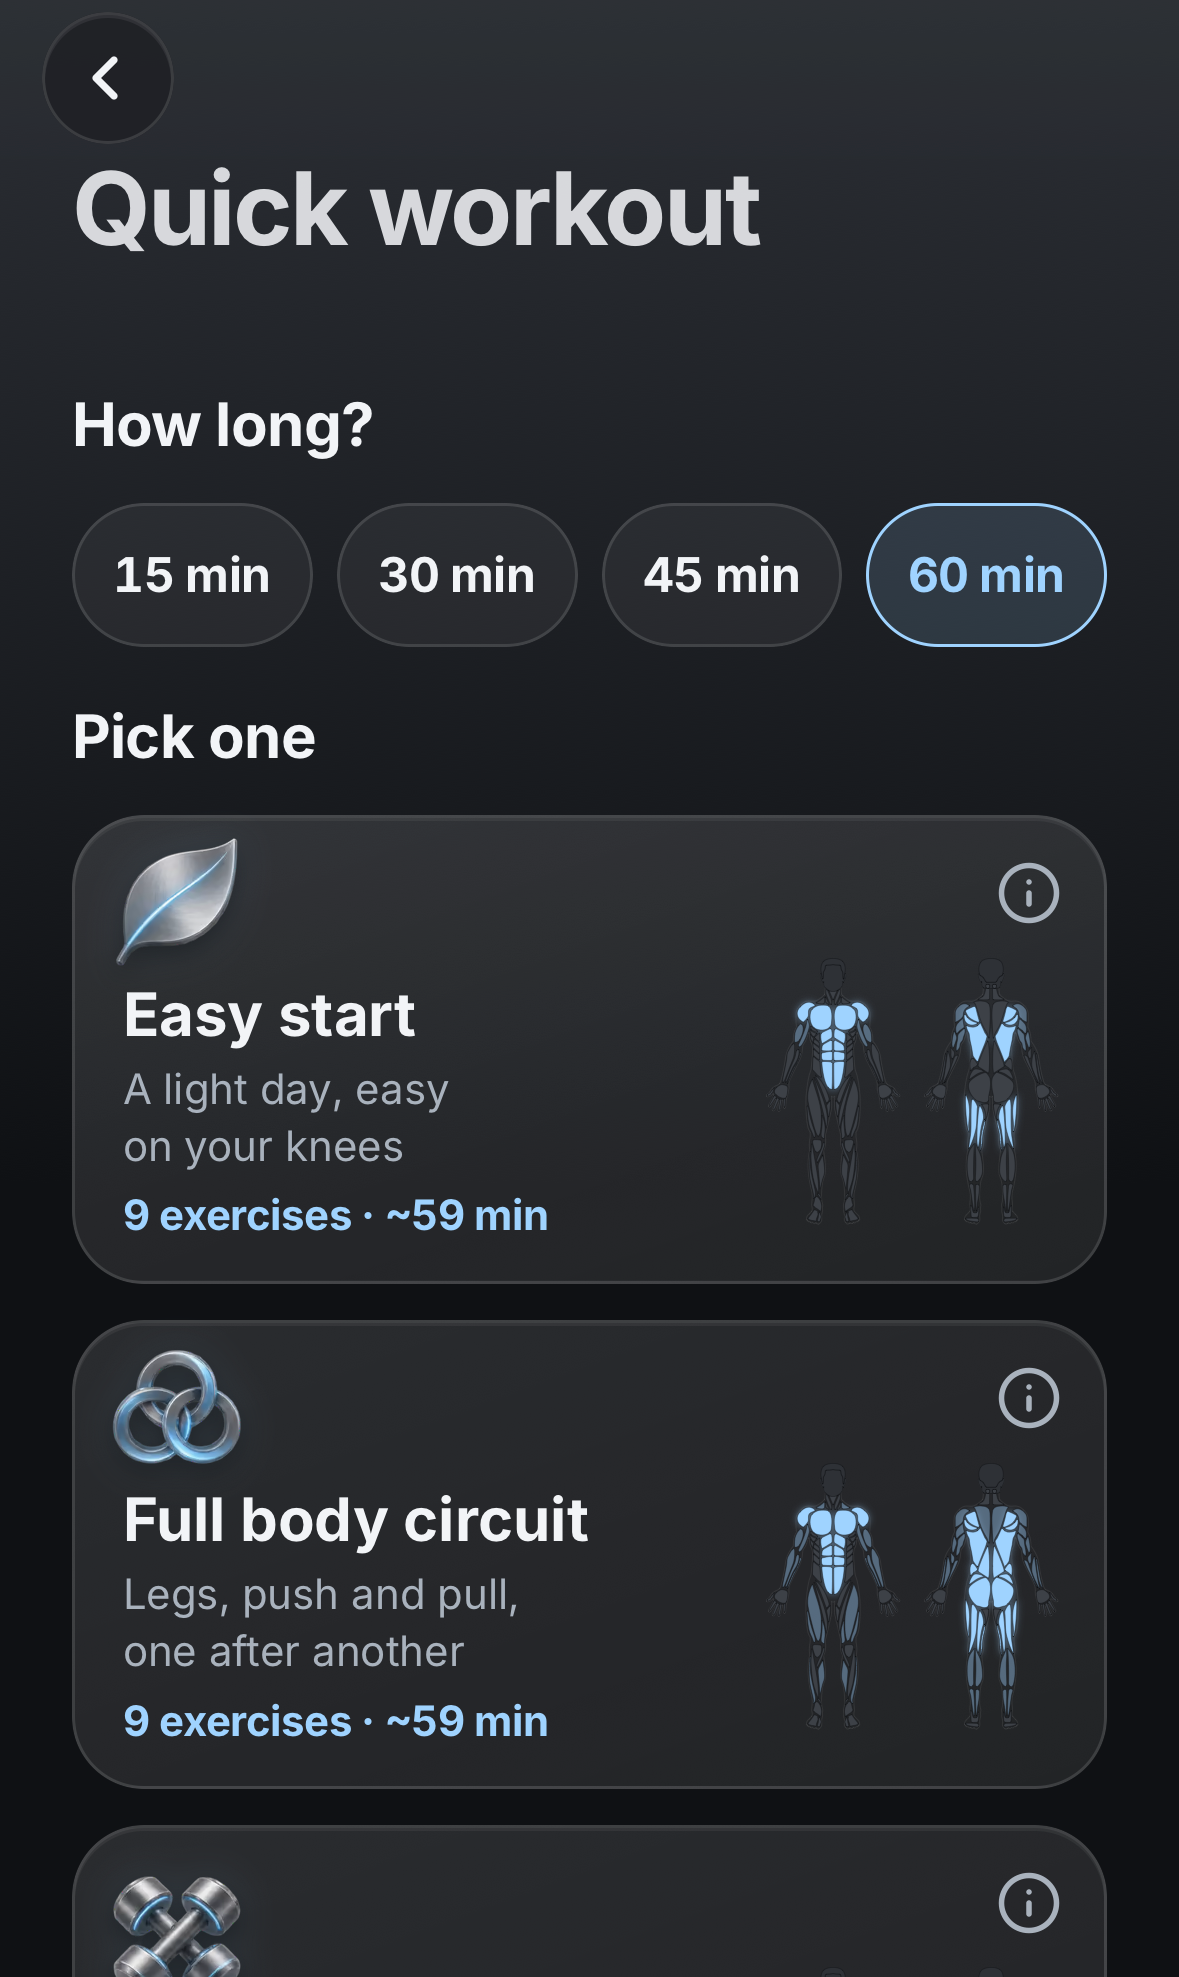 Quick workout
How long?
15 min 30 min 45 min 60 min
Pick one
Easy start
A light day, easy
on your knees
9 exercises · ~59 min
Full body circuit
Legs, push and pull,
one after another
9 exercises · ~59 min